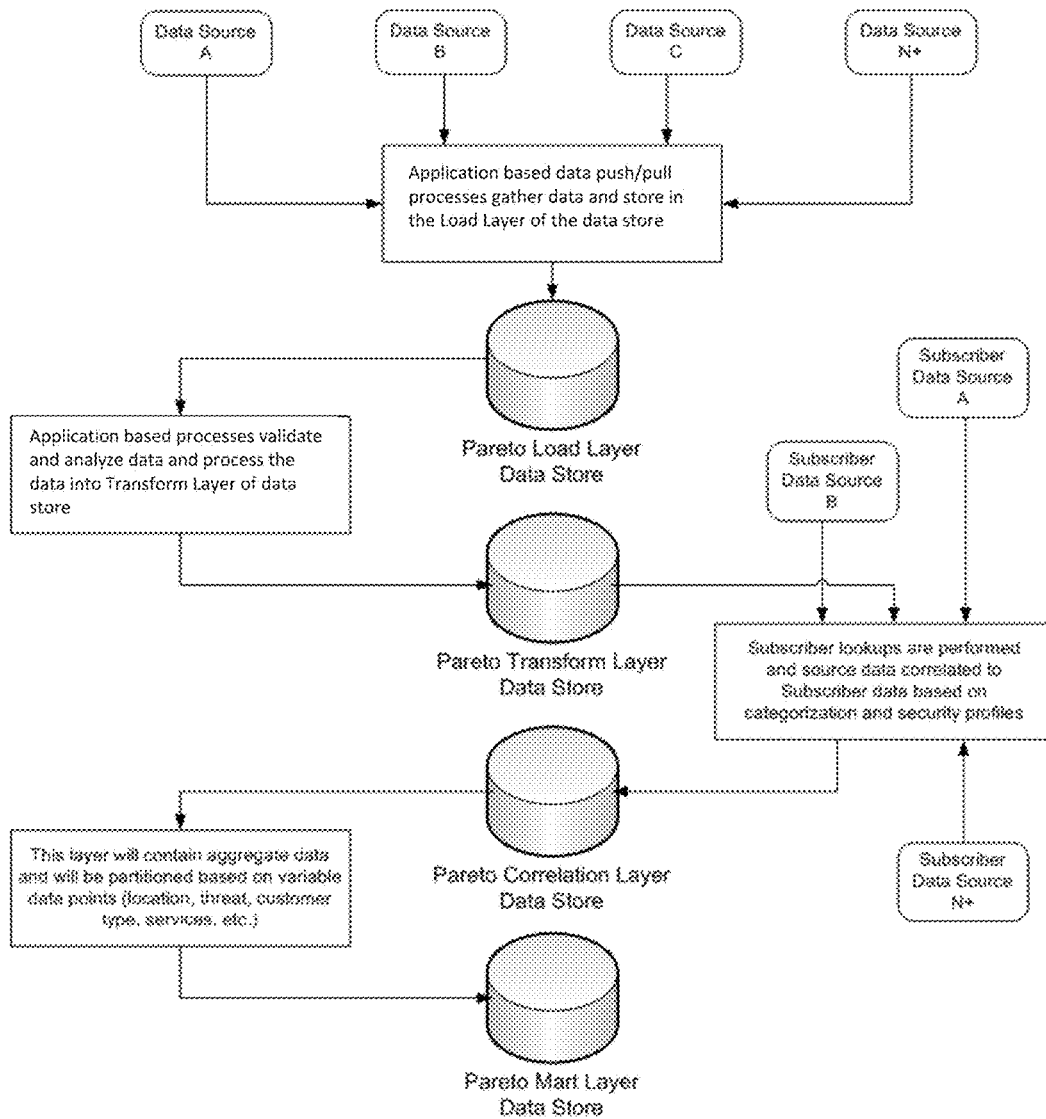 Data Source
A
Data Source
B
Data Source
C
Data Source
N+
Application based data push/pull
processes gather data and store in
the Load Layer of the data store
Pareto Load Layer
Data Store
Subscriber
Data Source
A
Application based processes validate
and analyze data and process the
data into Transform Layer of data
store
Subscriber
Data Source
B
Pareto Transform Layer
Data Store
Subscriber lookups are performed
and source data correlated to
Subscriber data based on
categorization and security profiles
Pareto Correlation Layer
Data Store
This layer will contain aggregate data
and will be partitioned based on variable
data points (location, threat, customer
type, services, etc.)
Subscriber
Data Source
N+
Pareto Mart Layer
Data Store